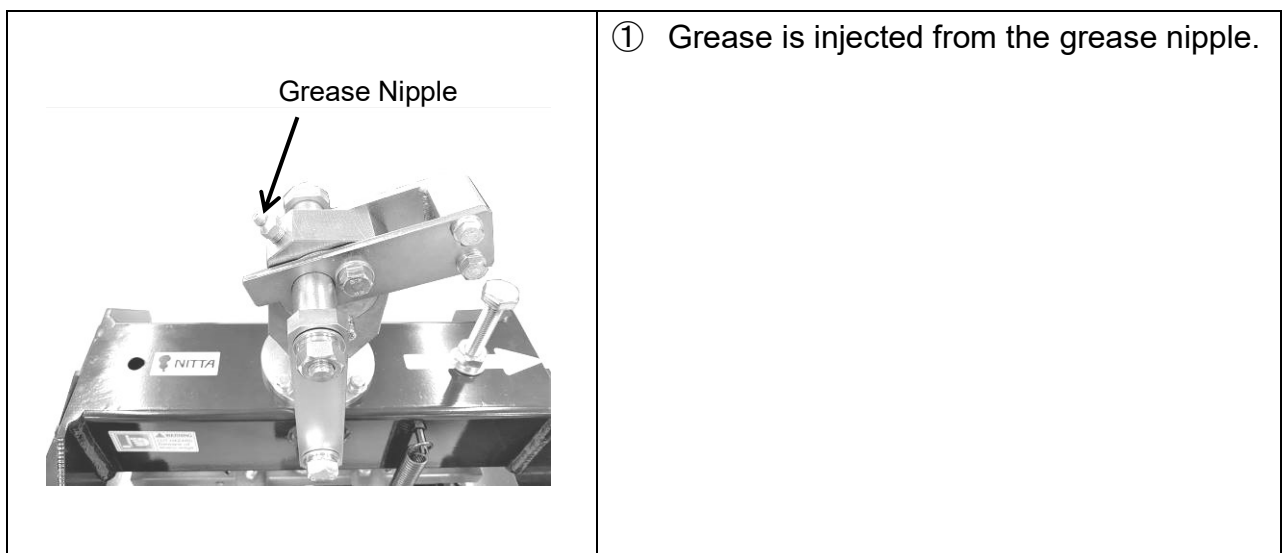 Grease Nipple
① Grease is injected from the grease nipple.
NITTA